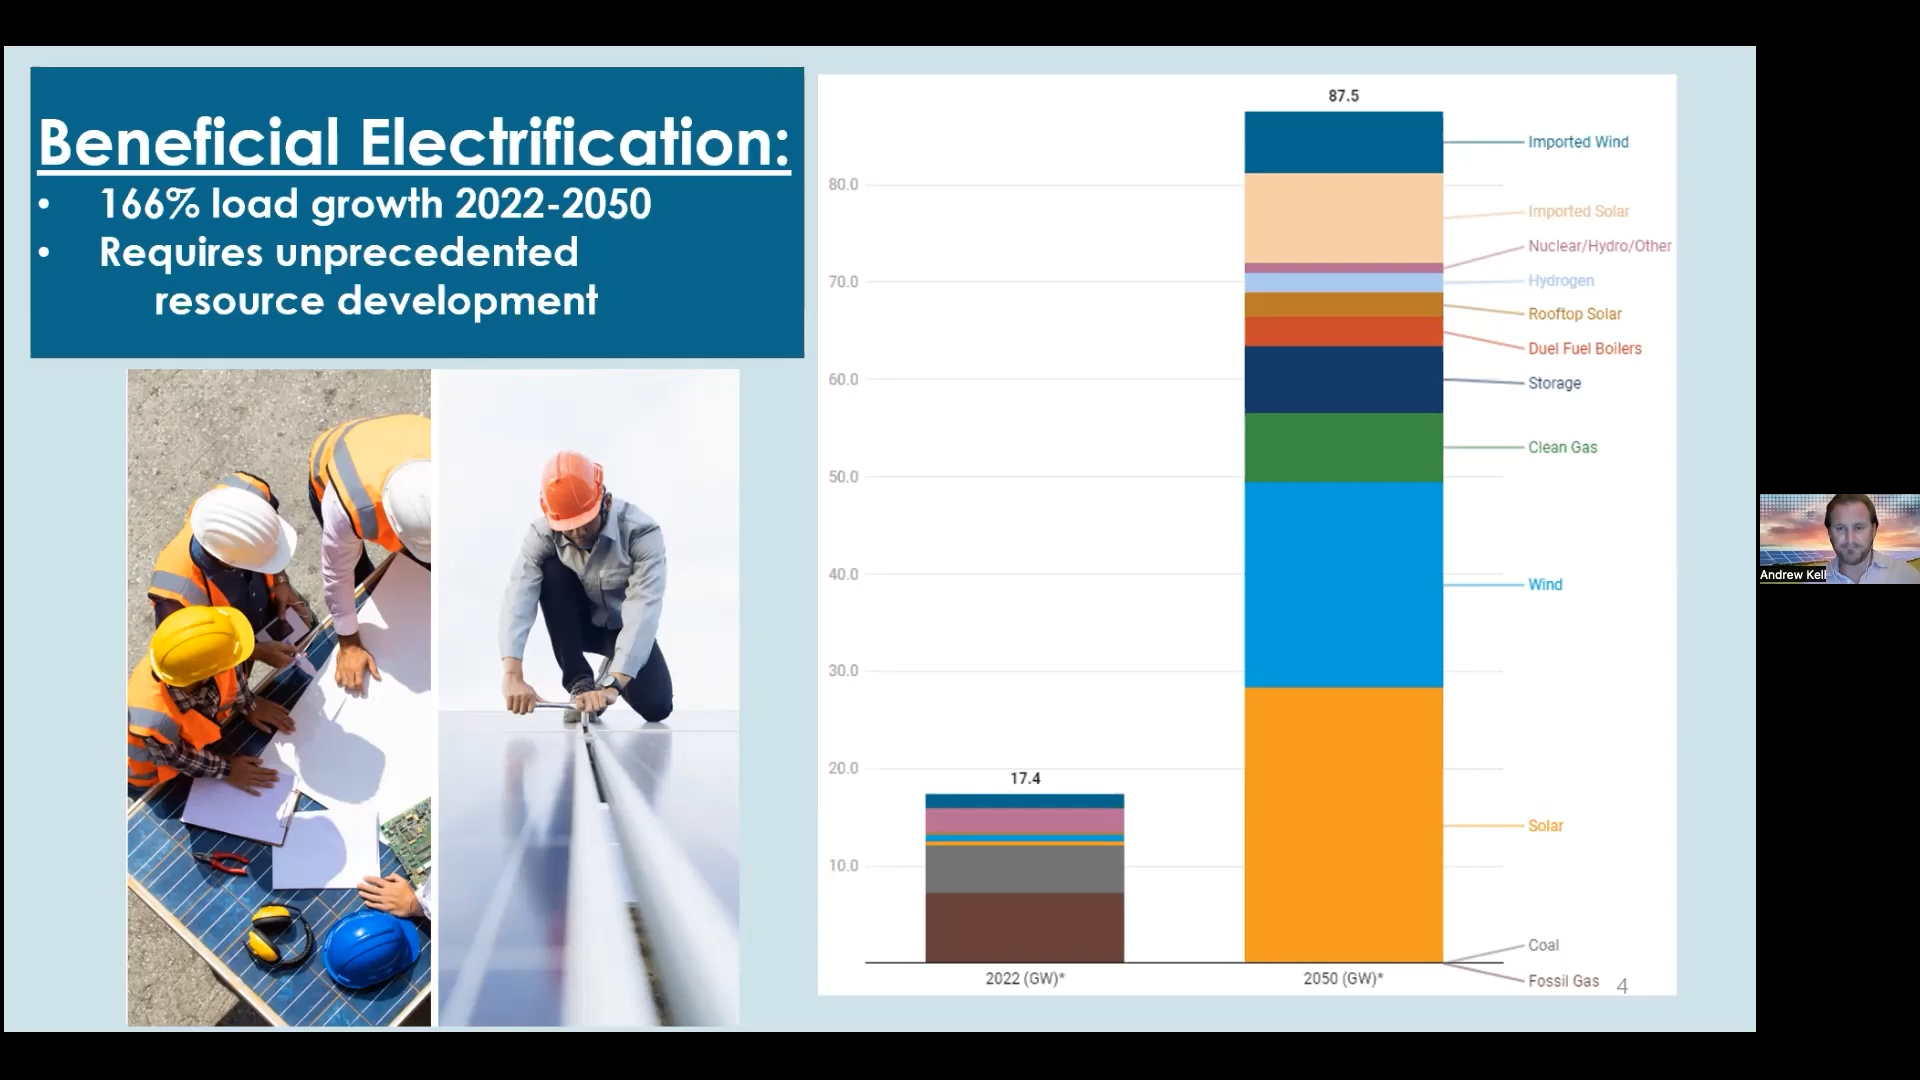 Beneficial Electrification:
• 166% load growth 2022-2050
• Requires unprecedented
resource development
87.5
80.0
70.0
60.0
50.0
40.0
30.0
20.0
10.0
17.4
2022 (GW)*
2050 (GW)*
Imported Wind
Imported Solar
Nuclear/Hydro/Other
Hydrogen
Rooftop Solar
Duel Fuel Boilers
Storage
Clean Gas
Wind
Solar
Coal
Fossil Gas
4
Andrew Kell